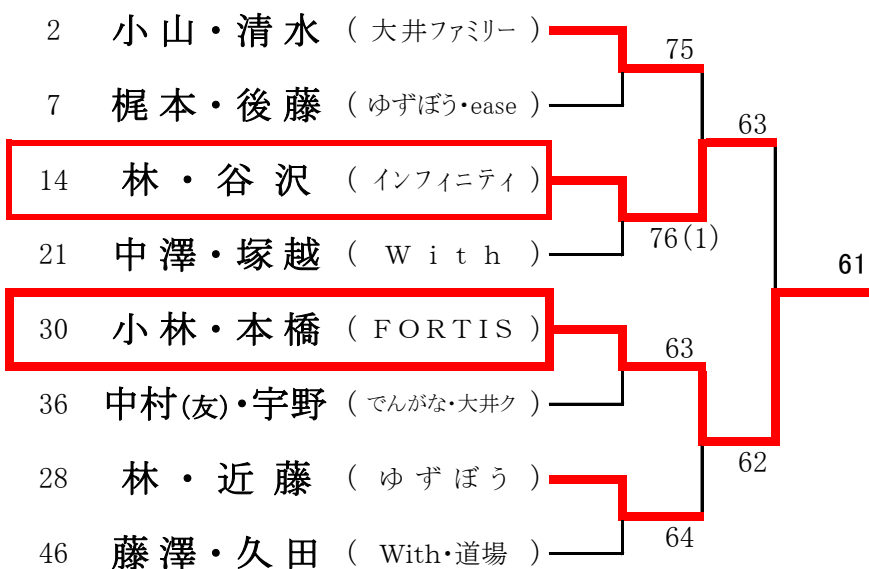 2 小山・清水 (大井ファミリー)
75
7 梶本・後藤 (ゆずぼう・ease)
63
14 林・谷沢 (インフィニティ)
76(1)
21 中澤・塚越 (With)
61
30 小林・本橋 (FORTIS)
63
36 中村(友)・宇野 (でんがな・大井ク)
62
28 林・近藤 (ゆずぼう)
64
46 藤澤・久田 (With・道場)